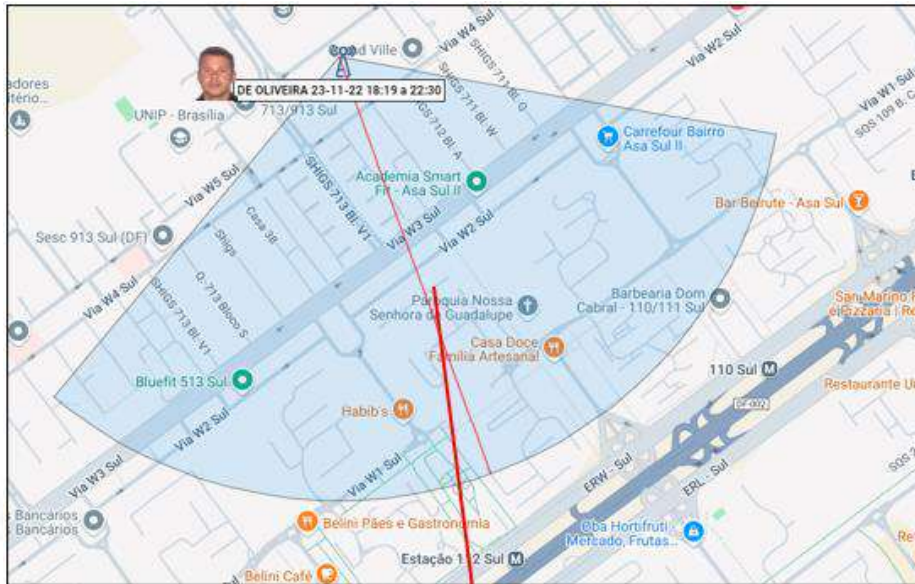 Via W4 Sul
Via W2 Sul
Via W1 Sul
SHIGS 711 Bl. Q
SHIGS 711 Bl. W
SHIGS 712 Bl. A
DE OLIVEIRA 23-11-22 18:19 a 22:30
713/913 Sul
UNIP - Brasília
Carrefour Bairro
Asa Sul II
Academia Smart
Fit - Asa Sul II
SHIGS 713 Bl. V1
Via W5 Sul
Casa 38
Shigs
Bar Beirute - Asa Sul
Sesc 913 Sul (DF)
Via W3 Sul
Via W2 Sul
Q. 713 Bloco S
Via W4 Sul
SHIGS 713 Bl. V1
Paróquia Nossa
Senhora de Guadalupe
Barbearia Dom
Cabral - 110/111 Sul
San Marino
Casa Doce
Família Artesanal
110 Sul M
Bluefit 513 Sul
Restaurante
DF-002
Habib's
Via W2 Sul
Via W1 Sul
Via W3 Sul
ERW - Sul
ERL - Sul
Bancários
Bancários
Belini Pães e Gastronomia
Oba Hortifruti -
Mercado, Frutas...
Estação 112 Sul M
Belini Café